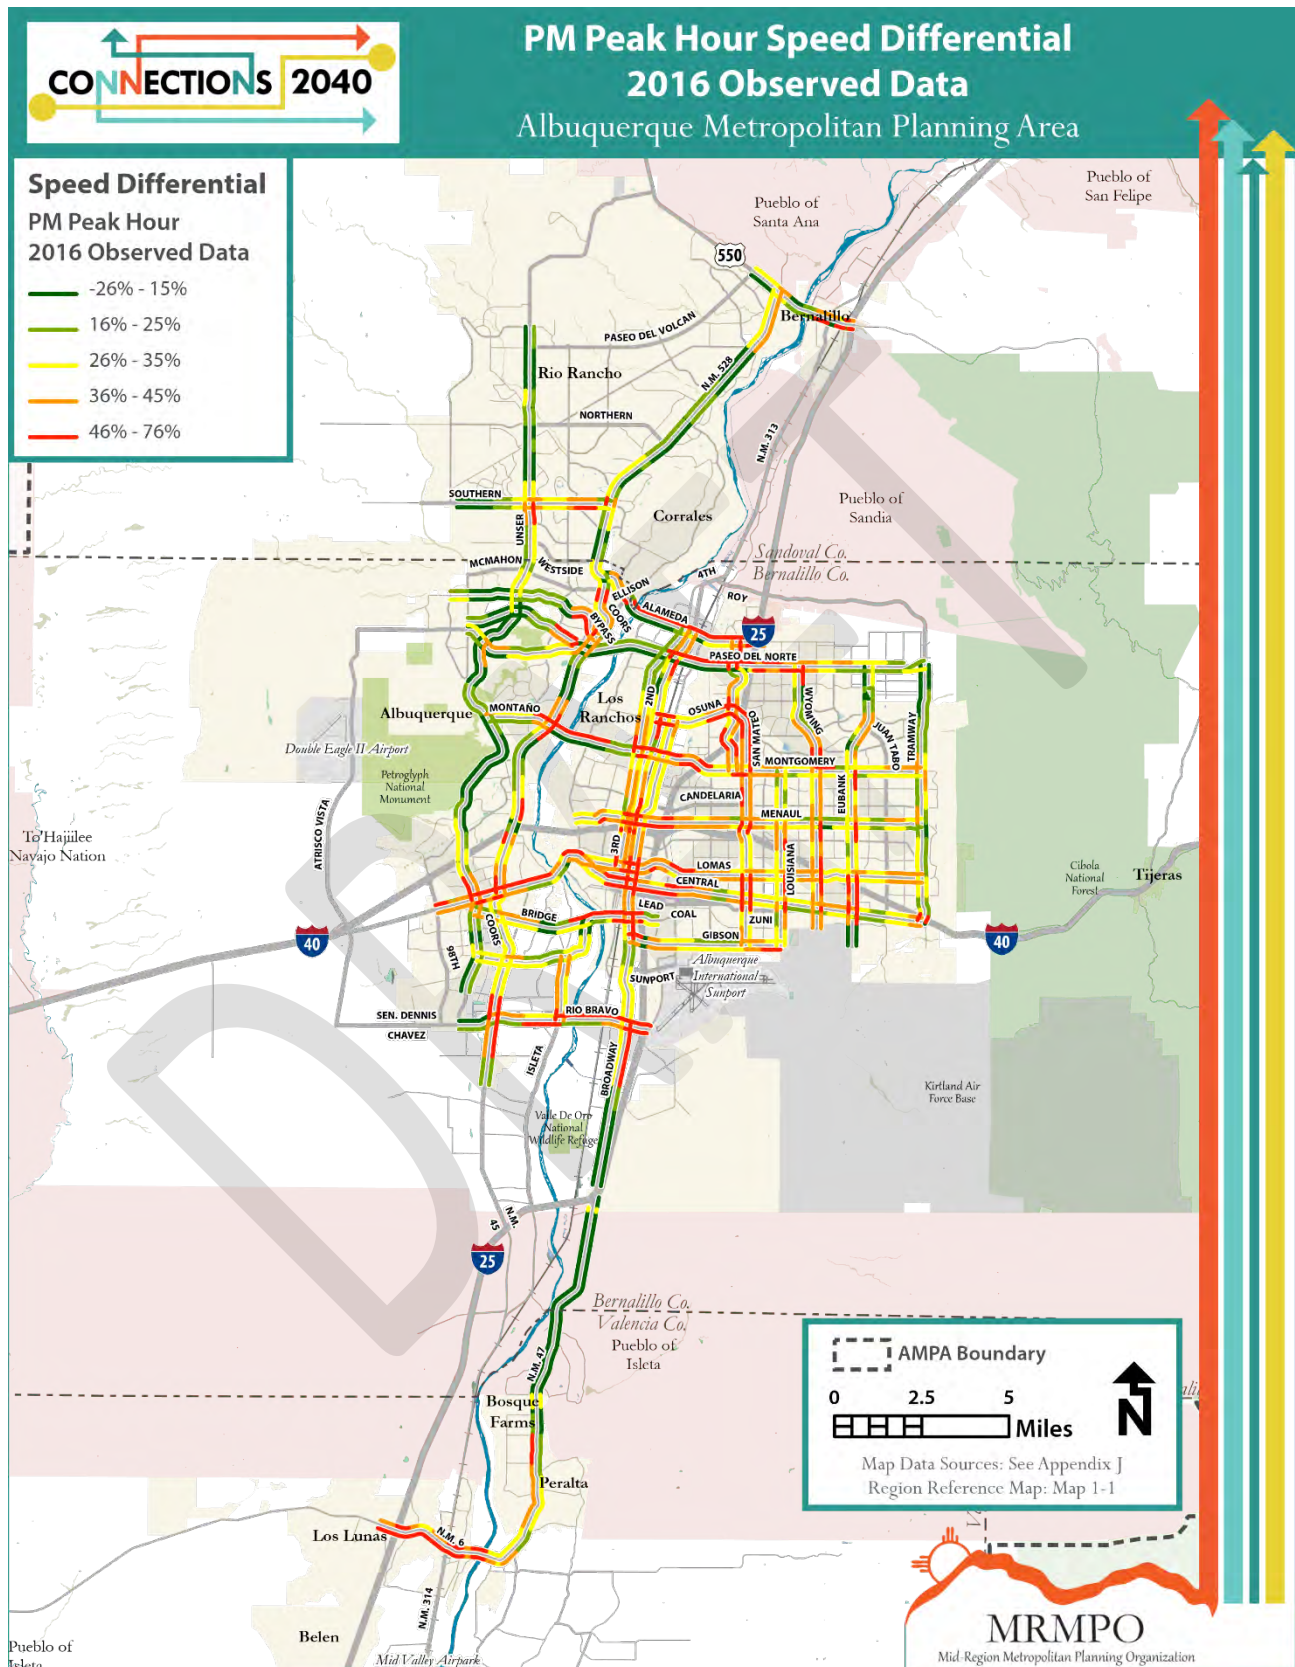 CONNECTIONS 2040
PM Peak Hour Speed Differential
2016 Observed Data
Albuquerque Metropolitan Planning Area
Speed Differential
PM Peak Hour
2016 Observed Data
-26% - 15%
16% - 25%
26% - 35%
36% - 45%
46% - 76%
Pueblo of
San Felipe
Pueblo of
Santa Ana
550
Bernalillo
PASEO DEL VOLCAN
Rio Rancho
N.M. 528
NORTHERN
N.M. 313
SOUTHERN
Pueblo of
Sandia
Corrales
UNSER
Sandoval Co.
Bernalillo Co.
MCMAHON
WESTSIDE
4TH
ELLISON
ROY
COORS
ALAMEDA
BYPASS
25
PASEO DEL NORTE
2ND
Los
Ranchos
WYOMING
OSUNA
MONTAÑO
Albuquerque
SAN MATEO
JUAN TABO
TRAMWAY
Double Eagle II Airport
MONTGOMERY
Petroglyph
National
Monument
EUBANK
CANDELARIA
MENAUL
ATRISCO VISTA
To'Hajiilee
Navajo Nation
3RD
LOUISIANA
LOMAS
CENTRAL
Cibola
National
Forest
Tijeras
LEAD
COAL
BRIDGE
ZUNI
COORS
GIBSON
40
40
98TH
Albuquerque
International
Sunport
SUNPORT
SEN. DENNIS
CHAVEZ
RIO BRAVO
ISLETA
BROADWAY
Kirtland Air
Force Base
Valle De Oro
National
Wildlife Refuge
N.M.
45
25
Bernalillo Co.
Valencia Co.
Pueblo of
Isleta
N.M. 47
Bosque
Farms
Peralta
Los Lunas
N.M. 6
N.M. 314
Belen
Mid Valley Airpark
Pueblo of
Isleta
DRAFT
AMPA Boundary
0 2.5 5
Miles
N
Map Data Sources: See Appendix J
Region Reference Map: Map 1-1
MRMPO
Mid-Region Metropolitan Planning Organization